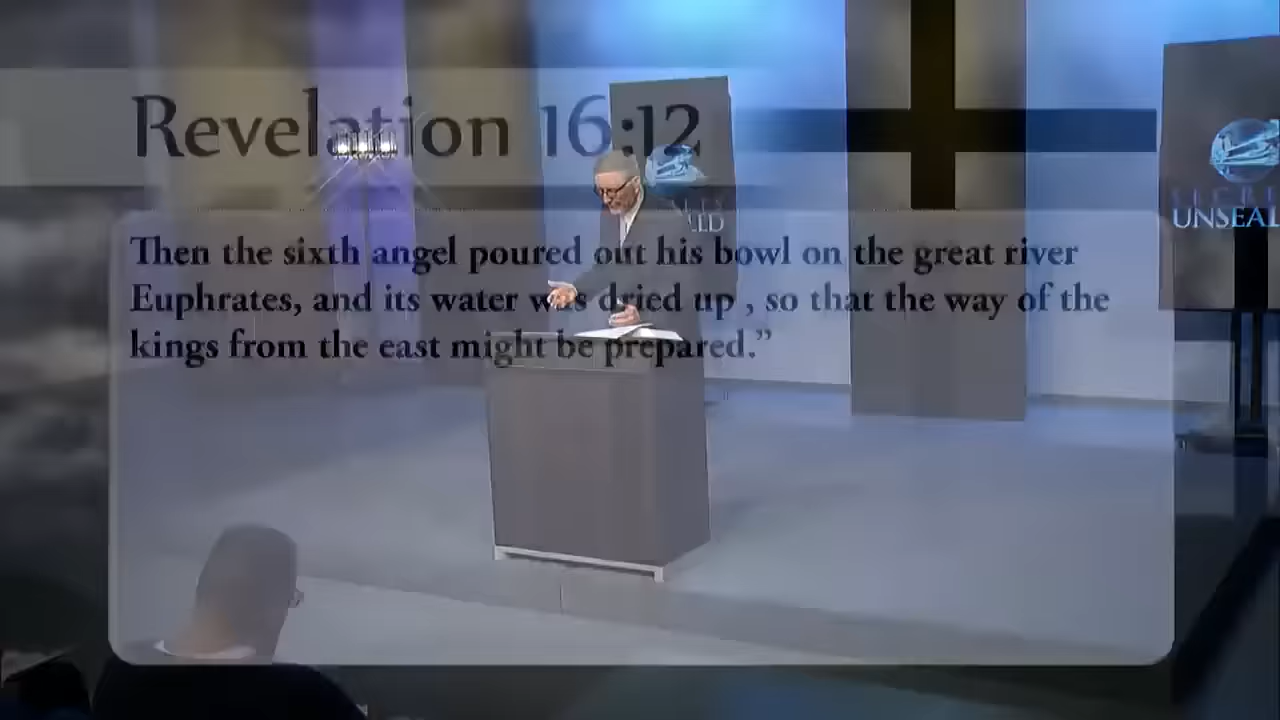 Revelation 16:12
Then the sixth angel poured out his bowl on the great river
Euphrates, and its water was dried up , so that the way of the
kings from the east might be prepared.”
UNSEAL